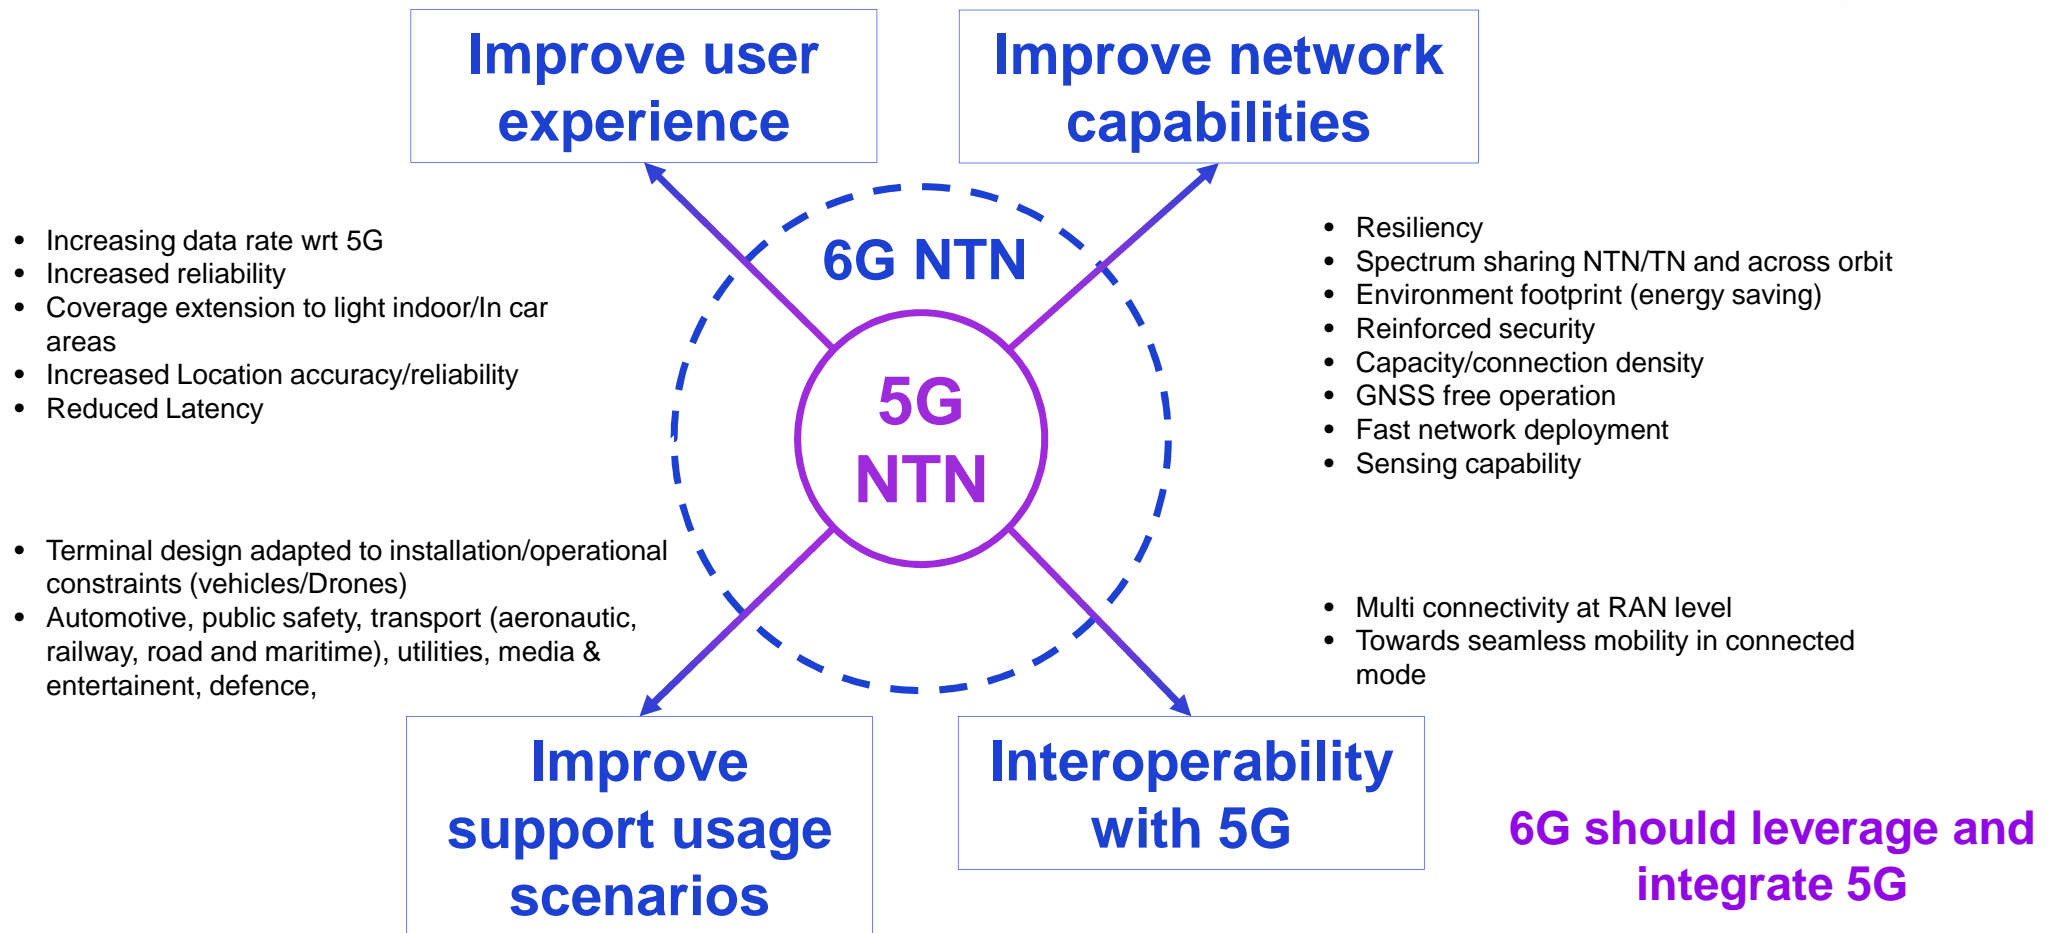 Improve user
experience
Improve network
capabilities
• Increasing data rate wrt 5G
• Increased reliability
• Coverage extension to light indoor/In car
areas
• Increased Location accuracy/reliability
• Reduced Latency
6G NTN
5G
NTN
• Resiliency
• Spectrum sharing NTN/TN and across orbit
• Environment footprint (energy saving)
• Reinforced security
• Capacity/connection density
• GNSS free operation
• Fast network deployment
• Sensing capability
• Terminal design adapted to installation/operational
constraints (vehicles/Drones)
• Automotive, public safety, transport (aeronautic,
railway, road and maritime), utilities, media &
entertainent, defence,
• Multi connectivity at RAN level
• Towards seamless mobility in connected
mode
Improve
support usage
scenarios
Interoperability
with 5G
6G should leverage and
integrate 5G